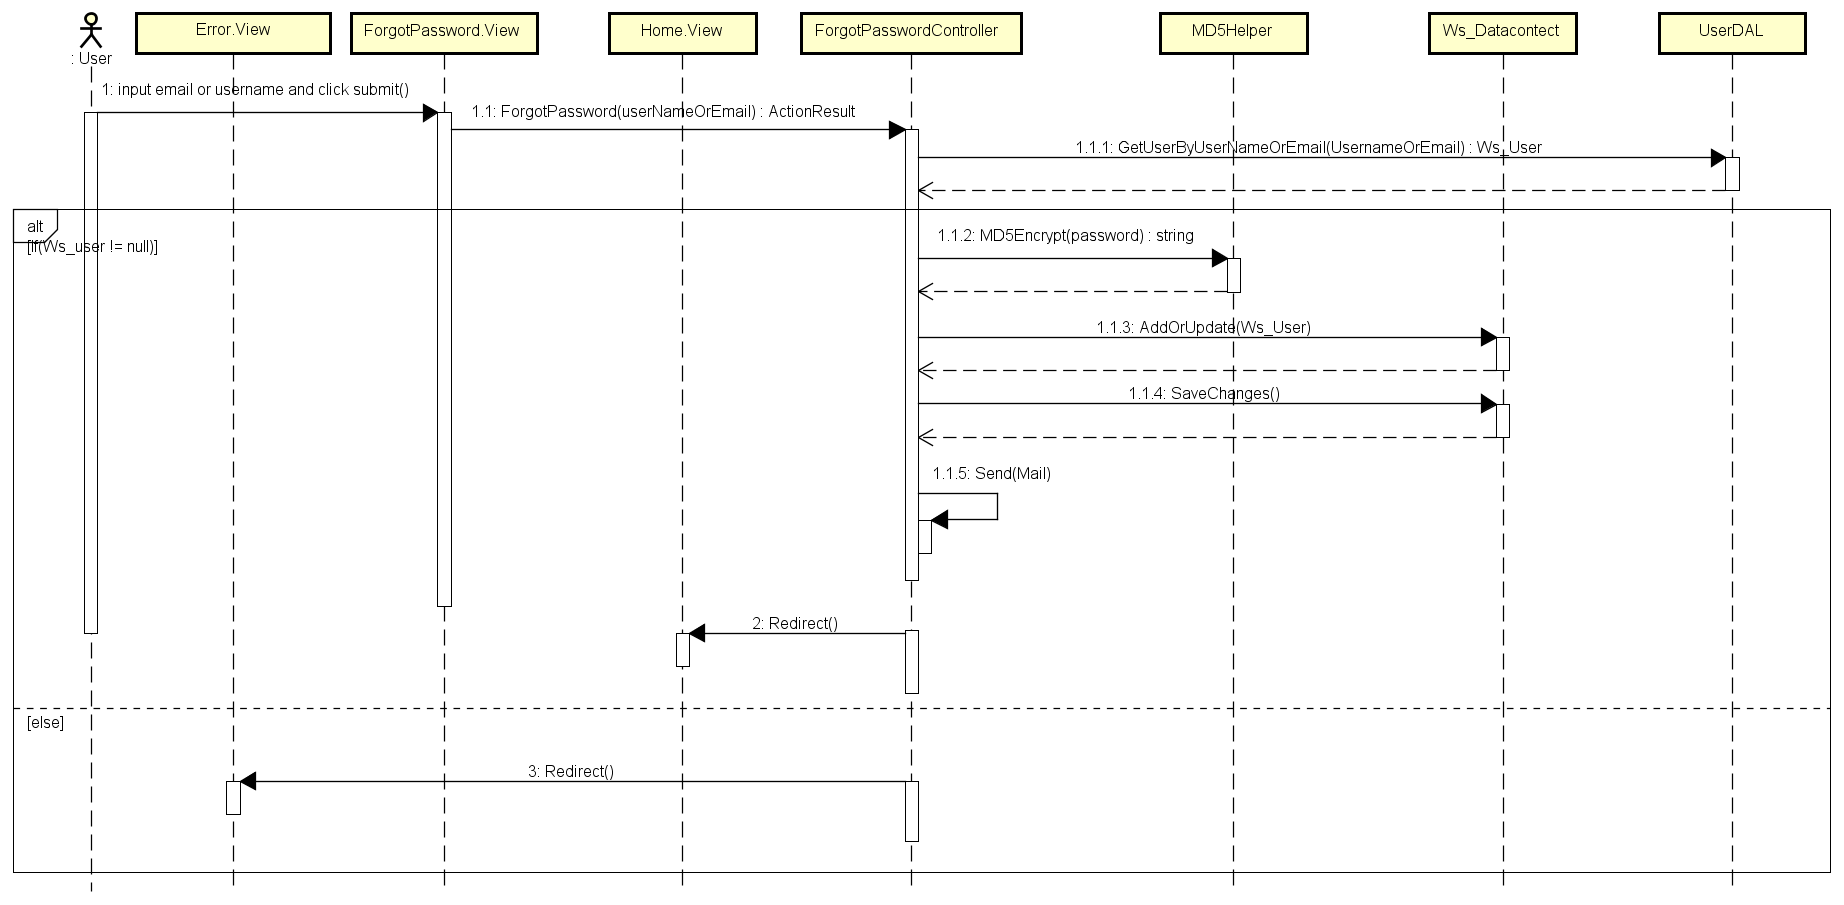 : User
Error.View
ForgotPassword.View
Home.View
ForgotPasswordController
MD5Helper
Ws_Datacontect
UserDAL
1: input email or username and click submit()
1.1: ForgotPassword(userNameOrEmail) : ActionResult
1.1.1: GetUserByUserNameOrEmail(UsernameOrEmail) : Ws_User
alt
[If(Ws_user != null)]
1.1.2: MD5Encrypt(password) : string
1.1.3: AddOrUpdate(Ws_User)
1.1.4: SaveChanges()
1.1.5: Send(Mail)
2: Redirect()
[else]
3: Redirect()